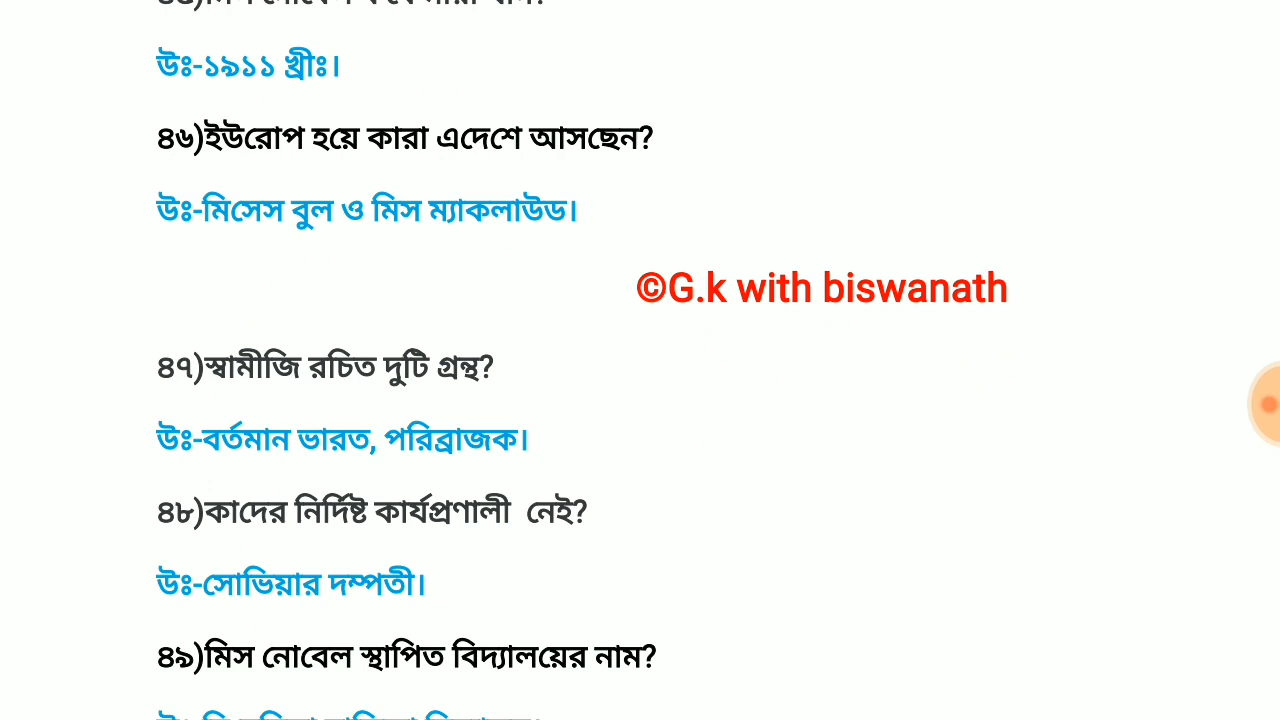 উঃ-১৯১১ খ্রীঃ।
৪৬)ইউরোপ হয়ে কারা এদেশে আসছেন?
উঃ-মিসেস বুল ও মিস ম্যাকলাউড।
©G.k with biswanath
৪৭)স্বামীজি রচিত দুটি গ্রন্থ?
উঃ-বর্তমান ভারত, পরিব্রাজক।
৪৮)কাদের নির্দিষ্ট কার্যপ্রণালী নেই?
উঃ-সোভিয়ার দম্পতী।
৪৯)মিস নোবেল স্থাপিত বিদ্যালয়ের নাম?